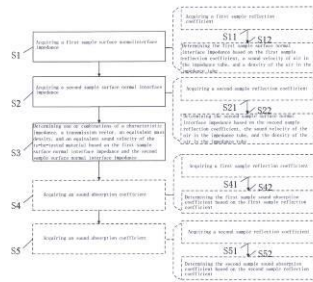 S1
Acquiring a first sample surface normal interface
impedance
S2
Acquiring a second sample surface normal interface
impedance
S3
Determining one or combinations of a characteristic
impedance, a transmission vector, an equivalent mass
density, and an equivalent sound velocity of the
material based on the first sample
surface normal interface impedance and the second
sample surface normal interface impedance
S4
Acquiring an sound absorption coefficient
S5
Acquiring an sound absorption coefficient
Acquiring a first sample reflection
coefficient
S11
S12
Determining the first sample surface normal
interface impedance based on the first
sample reflection coefficient, a sound velocity of air in
the impedance tube, and a density of the air in
the impedance tube
Acquiring a second sample reflection
coefficient
S21
S22
Determining the second sample surface normal
interface impedance based on the second
sample reflection coefficient, the sound velocity of the air
in the impedance tube, and the density of the air
in the impedance tube
Acquiring a first reflection coefficient
S41
S42
Determining the first sample sound absorption
coefficient based on the first sample
reflection coefficient
Acquiring a second reflection coefficient
S51
S52
Determining the second sample sound absorption
coefficient based on the second sample
reflection coefficient